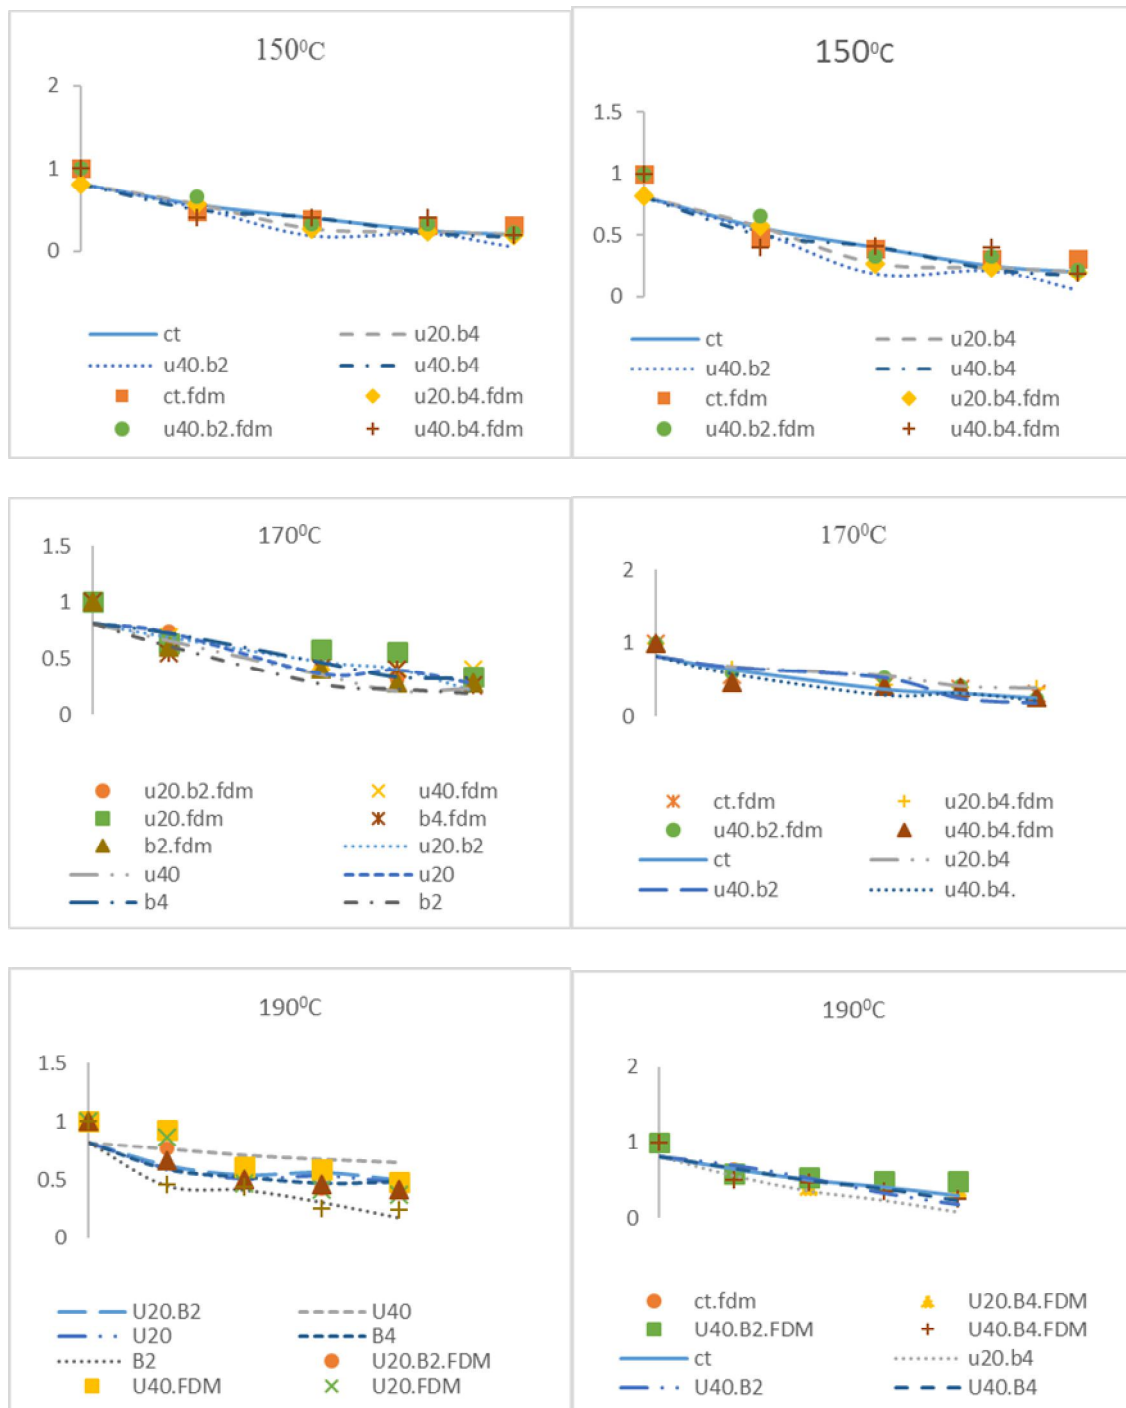 150⁰C
2
1
0
ct u20.b4
u40.b2 u40.b4
ct.fdm u20.b4.fdm
u40.b2.fdm u40.b4.fdm
150⁰C
1.5
1
0.5
0
ct u20.b4
u40.b2 u40.b4
ct.fdm u20.b4.fdm
u40.b2.fdm u40.b4.fdm
170⁰C
1.5
1
0.5
0
u20.b2.fdm u40.fdm
u20.fdm b4.fdm
b2.fdm u20.b2
u40 u20
b4 b2
170⁰C
2
1
0
ct.fdm u20.b4.fdm
u40.b2.fdm u40.b4.fdm
ct u20.b4
u40.b2 u40.b4.
190⁰C
1.5
1
0.5
0
U20.B2 U40
U20 B4
B2 U20.B2.FDM
U40.FDM U20.FDM
190⁰C
2
1
0
ct.fdm U20.B4.FDM
U40.B2.FDM U40.B4.FDM
ct u20.b4
U40.B2 U40.B4